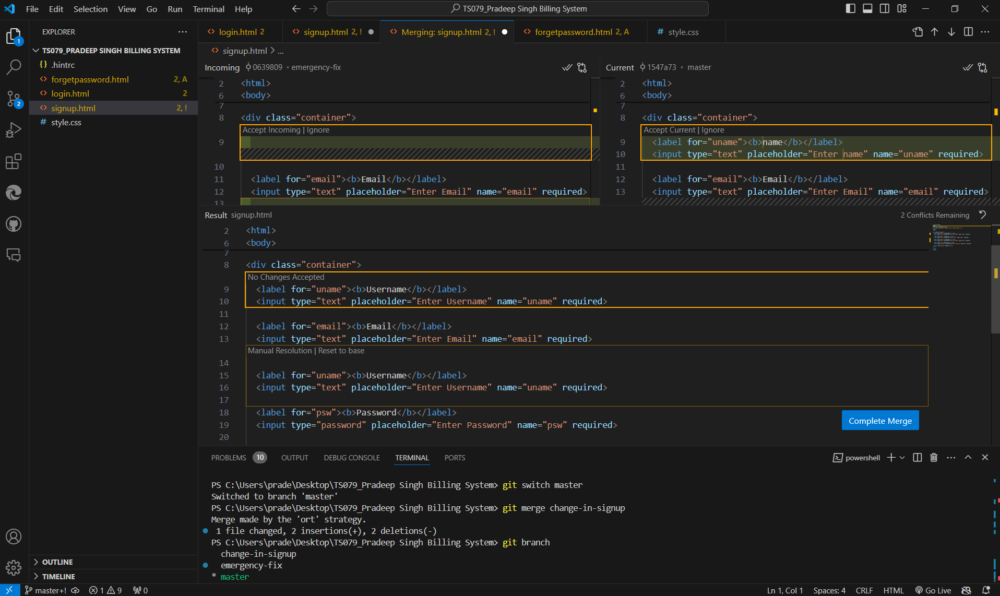 File Edit Selection View Go Run Terminal Help
TS079_Pradeep Singh Billing System
EXPLORER
TS079_PRADEEP SINGH BILLING SYSTEM
{} .hintrc
<> forgetpassword.html 2, A
<> login.html 2
<> signup.html 2, !
# style.css
OUTLINE
TIMELINE
1
2
<> login.html 2
<> signup.html 2, !
<> Merging: signup.html 2, !
<> forgetpassword.html 2, A
# style.css
<> signup.html > ...
Incoming 0639809 • emergency-fix
2 <html>
6 <body>
7
8 <div class="container">
Accept Incoming | Ignore
9
10
11 <label for="email"><b>Email</b></label>
12 <input type="text" placeholder="Enter Email" name="email" required>
13
Current 1547a73 • master
2 <html>
6 <body>
7
8 <div class="container">
Accept Current | Ignore
9 <label for="uname"><b>name</b></label>
10 <input type="text" placeholder="Enter name" name="uname" required>
11
12 <label for="email"><b>Email</b></label>
13 <input type="text" placeholder="Enter Email" name="email" required>
Result signup.html
2 Conflicts Remaining
2 <html>
6 <body>
7
8 <div class="container">
No Changes Accepted
9 <label for="uname"><b>Username</b></label>
10 <input type="text" placeholder="Enter Username" name="uname" required>
11
12 <label for="email"><b>Email</b></label>
13 <input type="text" placeholder="Enter Email" name="email" required>
Manual Resolution | Reset to base
14
15 <label for="uname"><b>Username</b></label>
16 <input type="text" placeholder="Enter Username" name="uname" required>
17
18 <label for="psw"><b>Password</b></label>
19 <input type="password" placeholder="Enter Password" name="psw" required>
20
Complete Merge
PROBLEMS 10 OUTPUT DEBUG CONSOLE TERMINAL PORTS
powershell
PS C:\Users\prade\Desktop\TS079_Pradeep Singh Billing System> git switch master
Switched to branch 'master'
PS C:\Users\prade\Desktop\TS079_Pradeep Singh Billing System> git merge change-in-signup
Merge made by the 'ort' strategy.
1 file changed, 2 insertions(+), 2 deletions(-)
PS C:\Users\prade\Desktop\TS079_Pradeep Singh Billing System> git branch
change-in-signup
emergency-fix
* master
master+! 1 9 0
Ln 1, Col 1 Spaces: 4 CRLF HTML Go Live